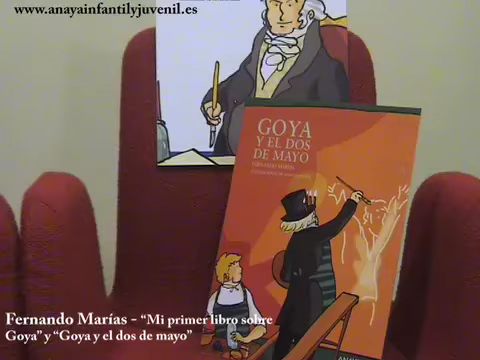 www.anayainfantilyjuvenil.es
GOYA
Y EL DOS
DE MAYO
Fernando Marías - “Mi primer libro sobre
Goya” y “Goya y el dos de mayo”